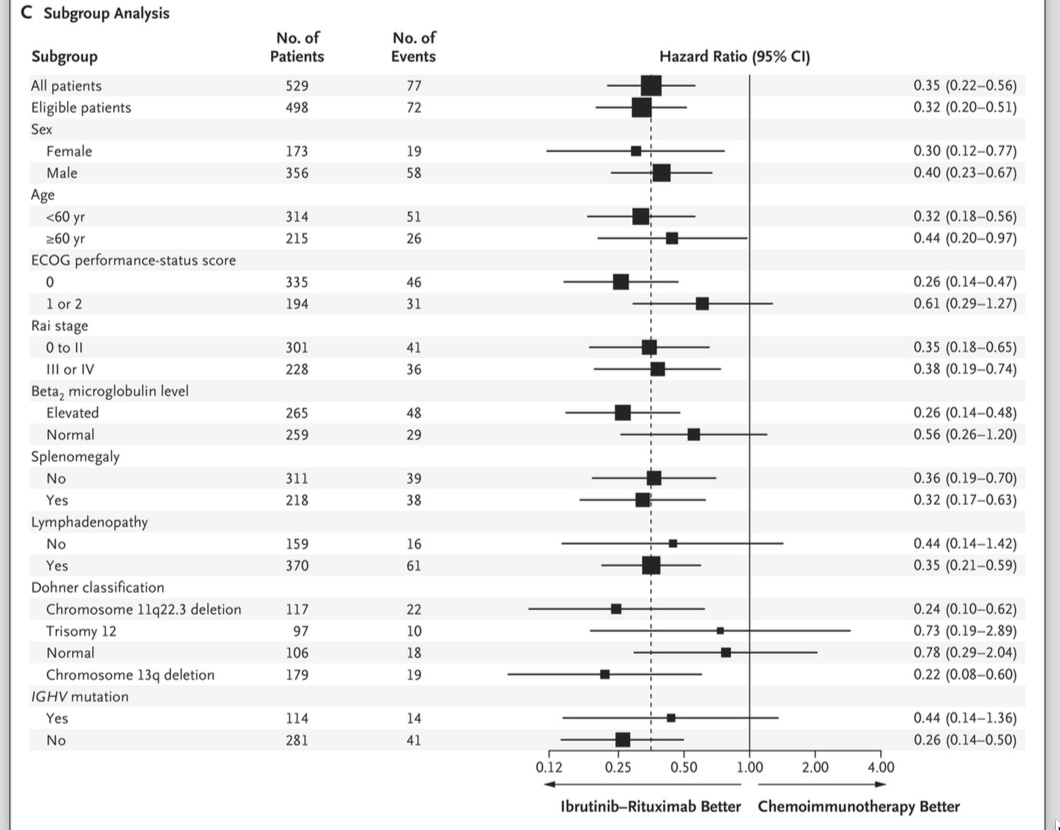 C Subgroup Analysis
Subgroup No. of Patients No. of Events Hazard Ratio (95% CI)
All patients 529 77 0.35 (0.22–0.56)
Eligible patients 498 72 0.32 (0.20–0.51)
Sex
Female 173 19 0.30 (0.12–0.77)
Male 356 58 0.40 (0.23–0.67)
Age
<60 yr 314 51 0.32 (0.18–0.56)
≥60 yr 215 26 0.44 (0.20–0.97)
ECOG performance-status score
0 335 46 0.26 (0.14–0.47)
1 or 2 194 31 0.61 (0.29–1.27)
Rai stage
0 to II 301 41 0.35 (0.18–0.65)
III or IV 228 36 0.38 (0.19–0.74)
Beta₂ microglobulin level
Elevated 265 48 0.26 (0.14–0.48)
Normal 259 29 0.56 (0.26–1.20)
Splenomegaly
No 311 39 0.36 (0.19–0.70)
Yes 218 38 0.32 (0.17–0.63)
Lymphadenopathy
No 159 16 0.44 (0.14–1.42)
Yes 370 61 0.35 (0.21–0.59)
Dohner classification
Chromosome 11q22.3 deletion 117 22 0.24 (0.10–0.62)
Trisomy 12 97 10 0.73 (0.19–2.89)
Normal 106 18 0.78 (0.29–2.04)
Chromosome 13q deletion 179 19 0.22 (0.08–0.60)
IGHV mutation
Yes 114 14 0.44 (0.14–1.36)
No 281 41 0.26 (0.14–0.50)
0.12 0.25 0.50 1.00 2.00 4.00
Ibrutinib–Rituximab Better Chemoimmunotherapy Better